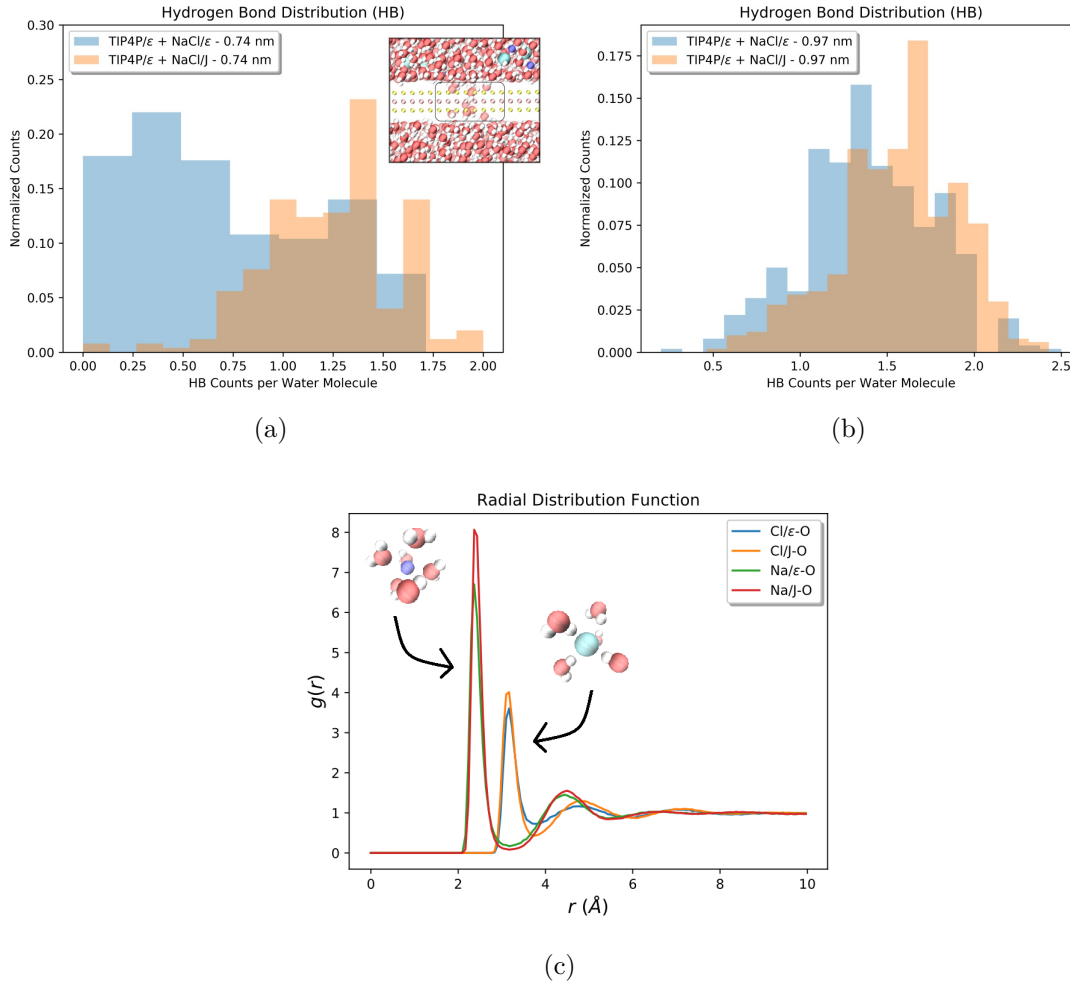 Hydrogen Bond Distribution (HB)
TIP4P/ε + NaCl/ε - 0.74 nm
TIP4P/ε + NaCl/J - 0.74 nm
0.30
0.25
0.20
0.15
0.10
0.05
0.00
Normalized Counts
0.00 0.25 0.50 0.75 1.00 1.25 1.50 1.75 2.00
HB Counts per Water Molecule
(a)
Hydrogen Bond Distribution (HB)
TIP4P/ε + NaCl/ε - 0.97 nm
TIP4P/ε + NaCl/J - 0.97 nm
0.175
0.150
0.125
0.100
0.075
0.050
0.025
0.000
Normalized Counts
0.5 1.0 1.5 2.0 2.5
HB Counts per Water Molecule
(b)
Radial Distribution Function
Cl/ε-O
Cl/J-O
Na/ε-O
Na/J-O
8
7
6
5
4
3
2
1
0
g(r)
0 2 4 6 8 10
r (Å)
(c)